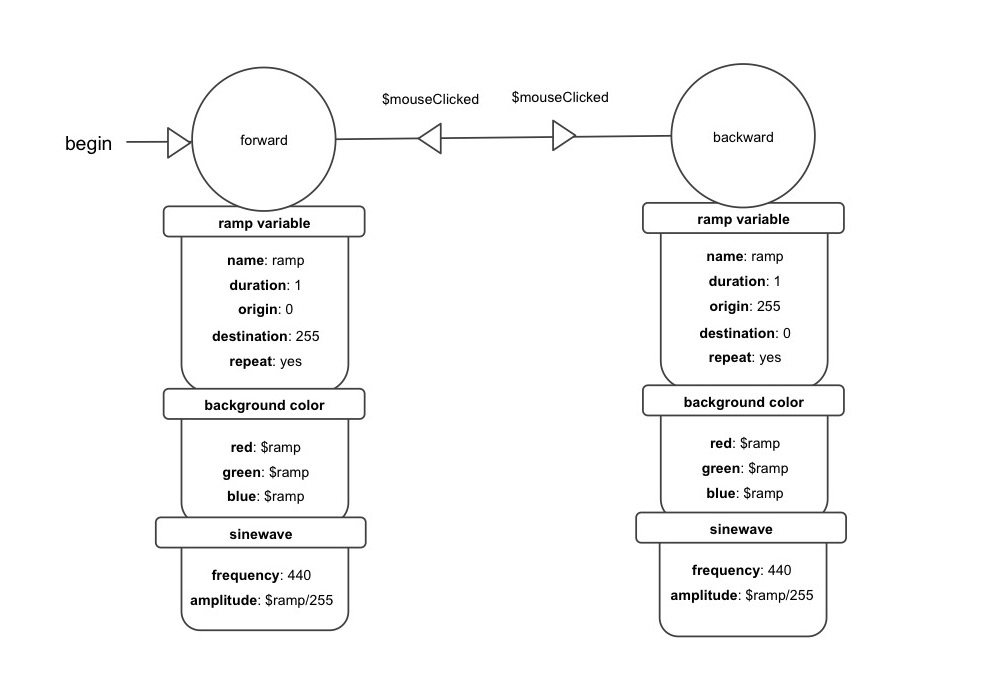 $mouseClicked
$mouseClicked
begin
forward
backward
ramp variable
name: ramp
duration: 1
origin: 0
destination: 255
repeat: yes
background color
red: $ramp
green: $ramp
blue: $ramp
sinewave
frequency: 440
amplitude: $ramp/255
ramp variable
name: ramp
duration: 1
origin: 255
destination: 0
repeat: yes
background color
red: $ramp
green: $ramp
blue: $ramp
sinewave
frequency: 440
amplitude: $ramp/255